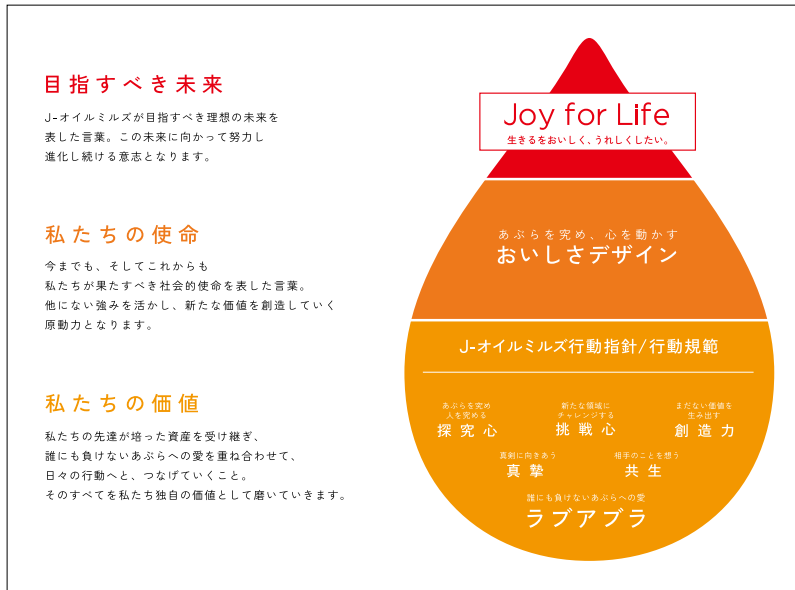 目指すべき未来
J-オイルミルズが目指すべき理想の未来を
表した言葉。この未来に向かって努力し
進化し続ける意志となります。
私たちの使命
今までも、そしてこれからも
私たちが果たすべき社会的使命を表した言葉。
他にない強みを活かし、新たな価値を創造していく
原動力となります。
私たちの価値
私たちの先達が培った資産を受け継ぎ、
誰にも負けないあぶらへの愛を重ね合わせて、
日々の行動へと、つなげていくこと。
そのすべてを私たち独自の価値として磨いていきます。
Joy for Life
生きるをおいしく、うれしくしたい。
あぶらを究め、心を動かす
おいしさデザイン
J-オイルミルズ行動指針/行動規範
あぶらを究め
人を究める
探究心
新たな領域に
チャレンジする
挑戦心
まだない価値を
生み出す
創造力
真剣に向きあう
真摯
相手のことを想う
共生
誰にも負けないあぶらへの愛
ラブアブラ